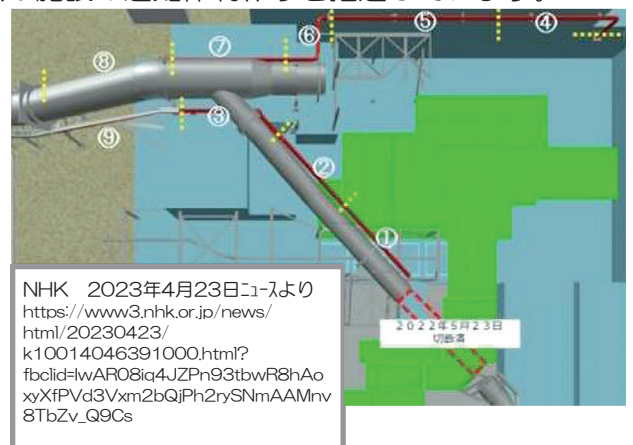 ⑤
④
⑥
⑦
⑧
③
⑨
②
①
２０２２年５月２３日
切断済
NHK　2023年4月23日ﾆｭｰｽより
https://www3.nhk.or.jp/news/
html/20230423/
k10014046391000.html?
fbclid=IwAR08ig4JZPn93tbwR8hAo
xyXfPVd3Vxm2bQjPh2rySNmAAMnv
8TbZv_Q9Cs